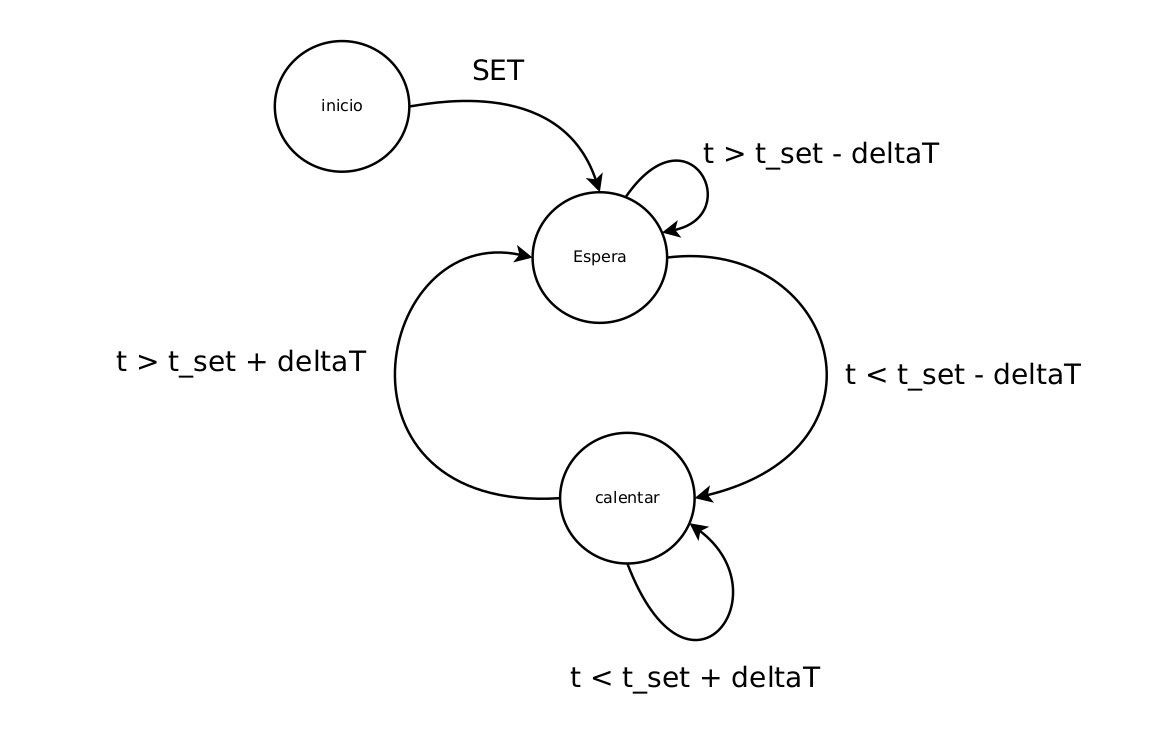 SET
inicio
t > t_set - deltaT
Espera
t > t_set + deltaT
t < t_set - deltaT
calentar
t < t_set + deltaT